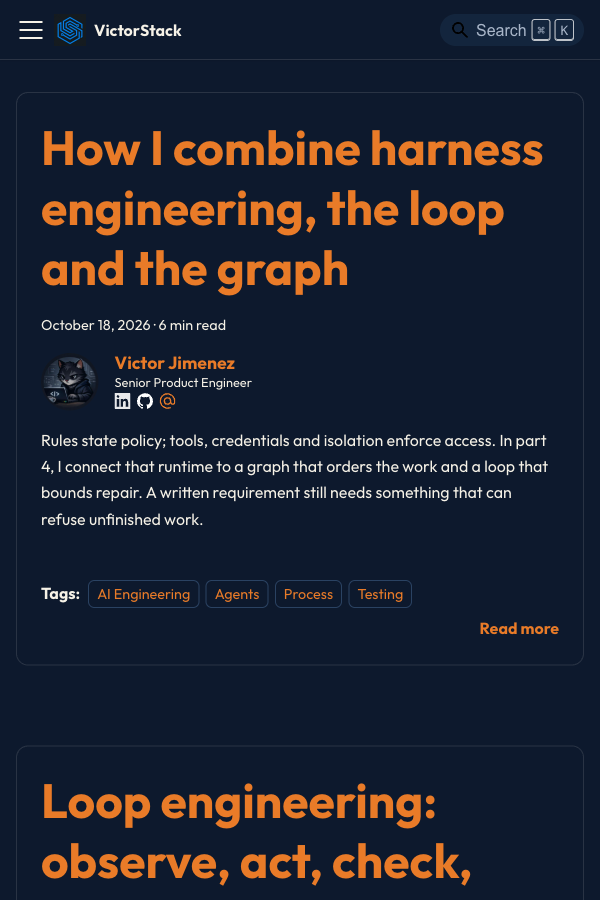 VictorStack
Search ⌘ K
How I combine harness
engineering, the loop
and the graph
October 18, 2026 · 6 min read
Victor Jimenez
Senior Product Engineer
Rules state policy; tools, credentials and isolation enforce access. In part
4, I connect that runtime to a graph that orders the work and a loop that
bounds repair. A written requirement still needs something that can
refuse unfinished work.
Tags: AI Engineering Agents Process Testing
Read more
Loop engineering:
observe, act, check,